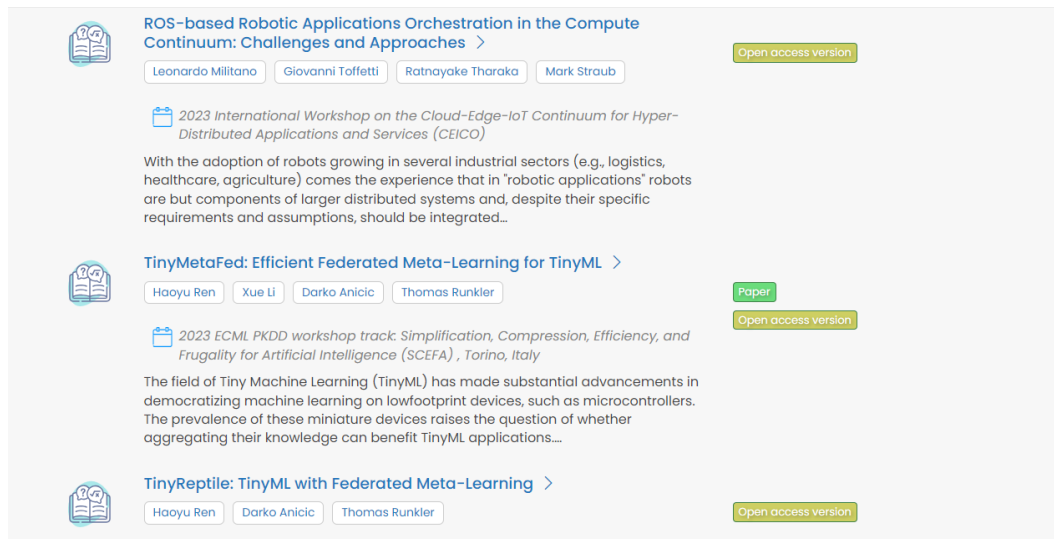 ROS-based Robotic Applications Orchestration in the Compute
Continuum: Challenges and Approaches >
Open access version
Leonardo Militano Giovanni Toffetti Ratnayake Tharaka Mark Straub
2023 International Workshop on the Cloud-Edge-IoT Continuum for Hyper-
Distributed Applications and Services (CEICO)
With the adoption of robots growing in several industrial sectors (e.g., logistics,
healthcare, agriculture) comes the experience that in "robotic applications" robots
are but components of larger distributed systems and, despite their specific
requirements and assumptions, should be integrated...
TinyMetaFed: Efficient Federated Meta-Learning for TinyML >
Haoyu Ren Xue Li Darko Anicic Thomas Runkler
Paper
Open access version
2023 ECML PKDD workshop track: Simplification, Compression, Efficiency, and
Frugality for Artificial Intelligence (SCEFA) , Torino, Italy
The field of Tiny Machine Learning (TinyML) has made substantial advancements in
democratizing machine learning on lowfootprint devices, such as microcontrollers.
The prevalence of these miniature devices raises the question of whether
aggregating their knowledge can benefit TinyML applications....
TinyReptile: TinyML with Federated Meta-Learning >
Haoyu Ren Darko Anicic Thomas Runkler
Open access version